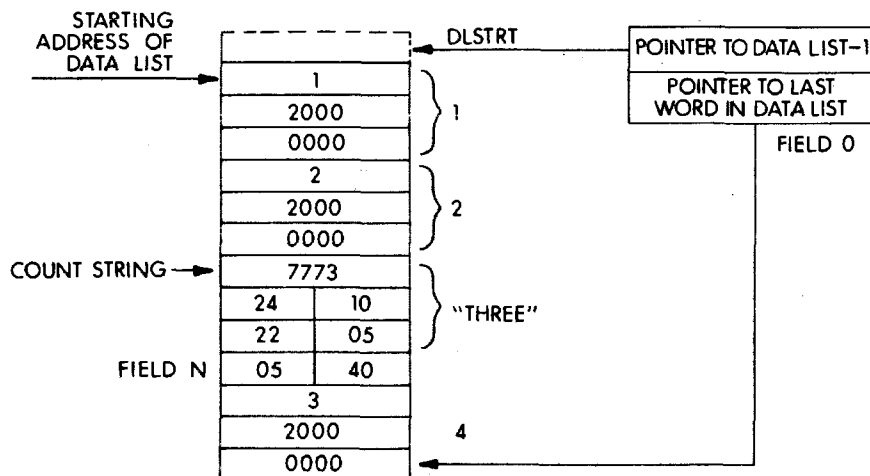 STARTING
ADDRESS OF
DATA LIST
DLSTRT
POINTER TO DATA LIST-1
POINTER TO LAST
WORD IN DATA LIST
FIELD 0
1
2000
0000
1
2
2000
0000
2
COUNT STRING
7773
24 10
22 05
"THREE"
FIELD N
05 40
3
2000
0000
4